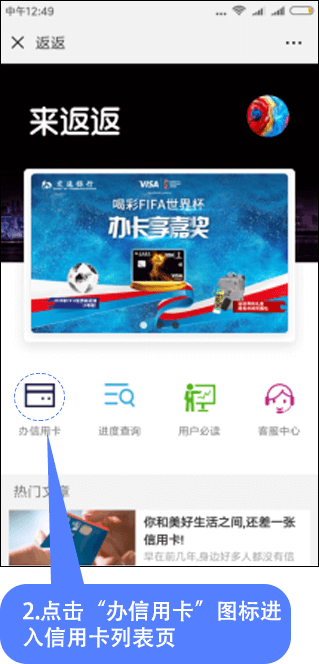 中午12:49
返返
来返返
交通银行
VISA
喝彩FIFA世界杯
办卡享嘉奖
办信用卡
进度查询
用户必读
客服中心
热门文章
你和美好生活之间,还差一张
信用卡!
早在前几年,身边好多人都没有信
2.点击“办信用卡”图标进
入信用卡列表页